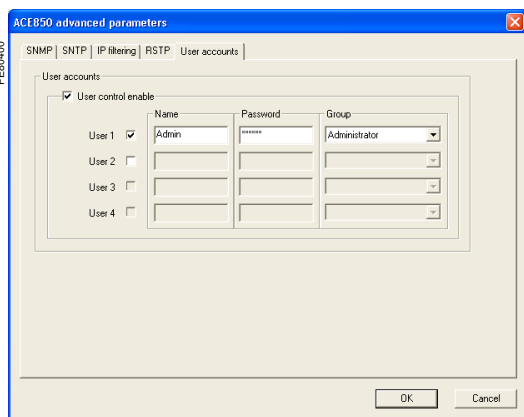 ACE850 advanced parameters
SNMP SNTP IP filtering RSTP User accounts
User accounts
User control enable
Name Password Group
User 1 Admin ****** Administrator
User 2
User 3
User 4
OK Cancel